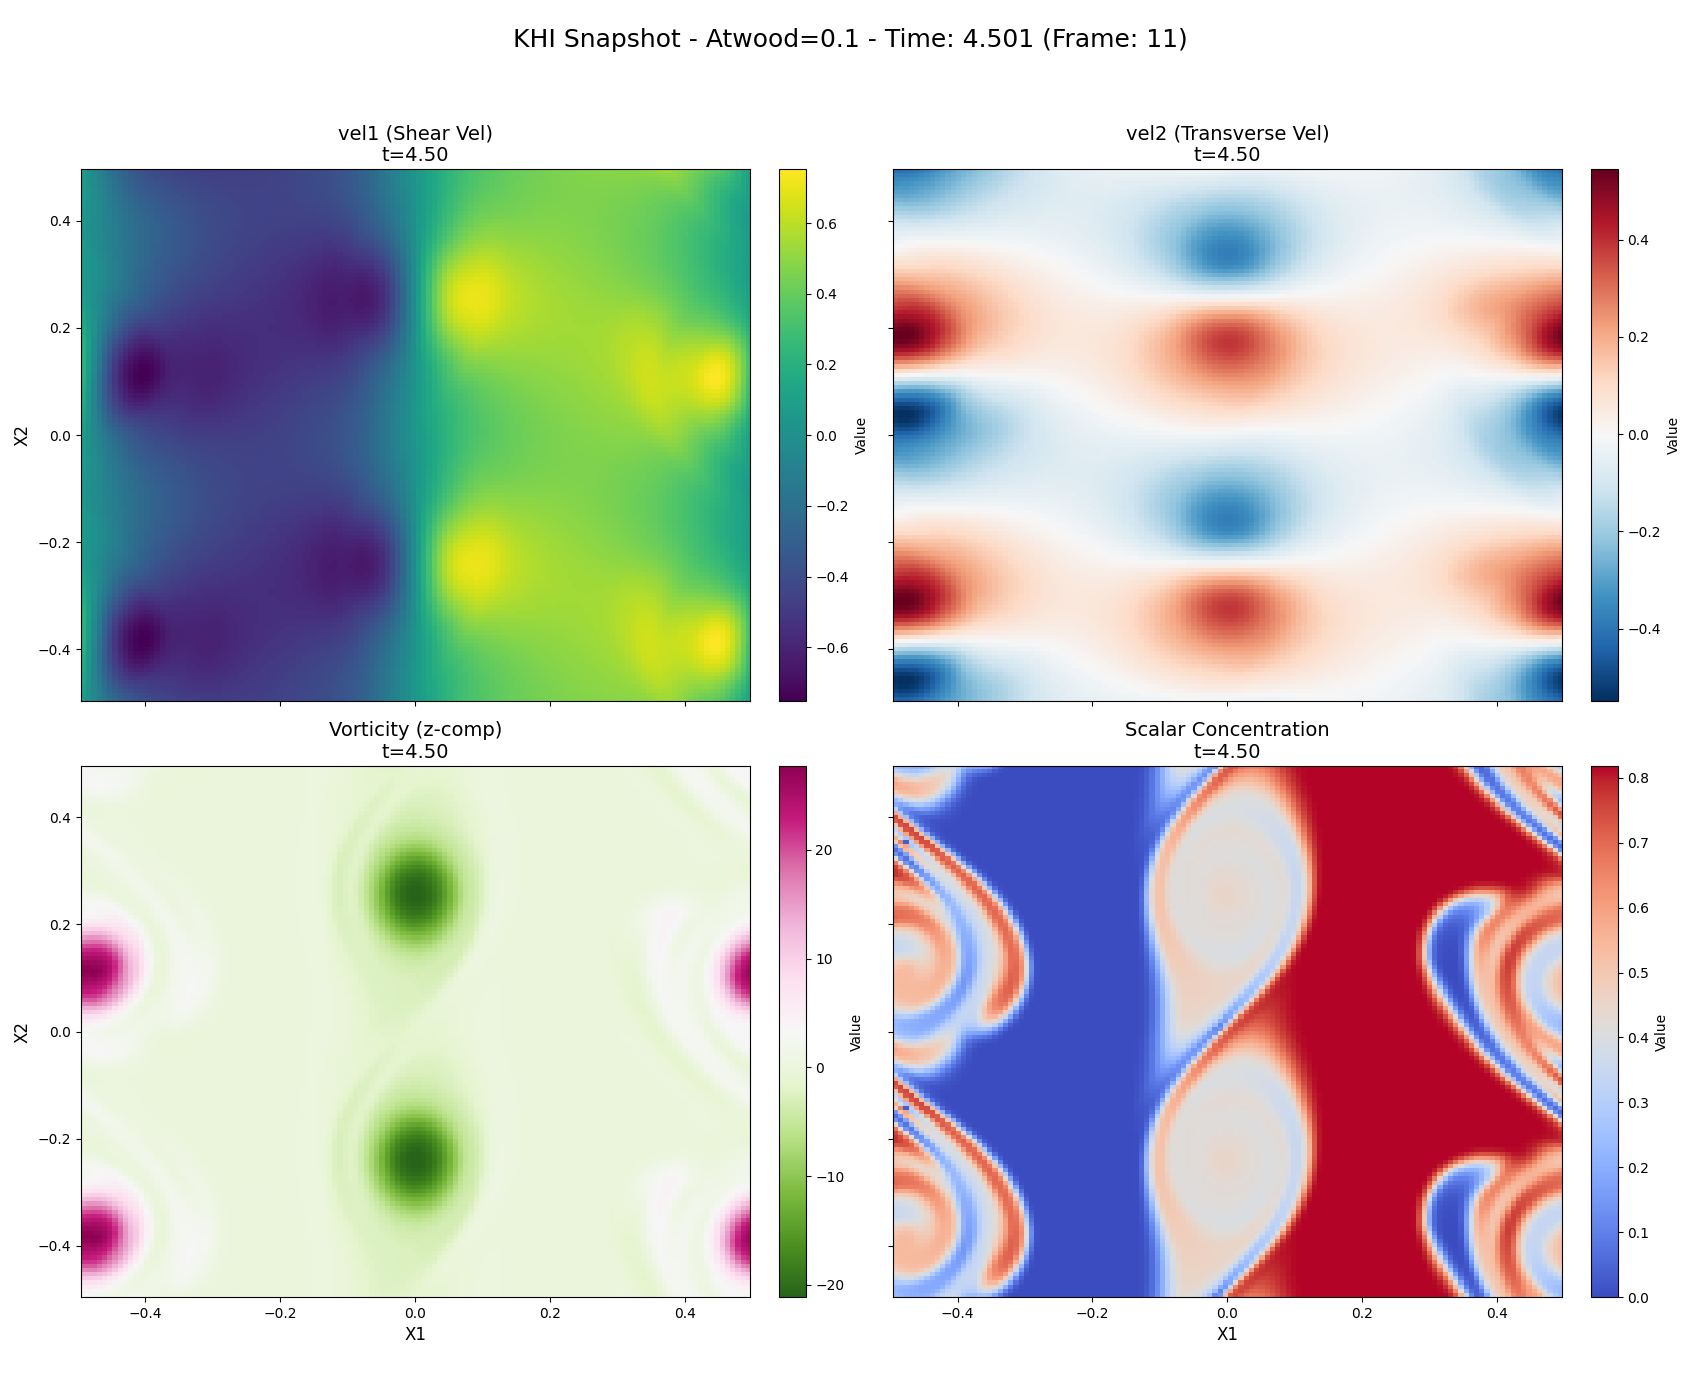 KHI Snapshot - Atwood=0.1 - Time: 4.501 (Frame: 11)
vel1 (Shear Vel)
t=4.50
X2
0.4
0.2
0.0
−0.2
−0.4
0.6
0.4
0.2
0.0
−0.2
−0.4
−0.6
Value
vel2 (Transverse Vel)
t=4.50
0.4
0.2
0.0
−0.2
−0.4
Value
Vorticity (z-comp)
t=4.50
X2
0.4
0.2
0.0
−0.2
−0.4
−0.4
−0.2
0.0
0.2
0.4
X1
20
10
0
−10
−20
Value
Scalar Concentration
t=4.50
−0.4
−0.2
0.0
0.2
0.4
X1
0.8
0.7
0.6
0.5
0.4
0.3
0.2
0.1
0.0
Value